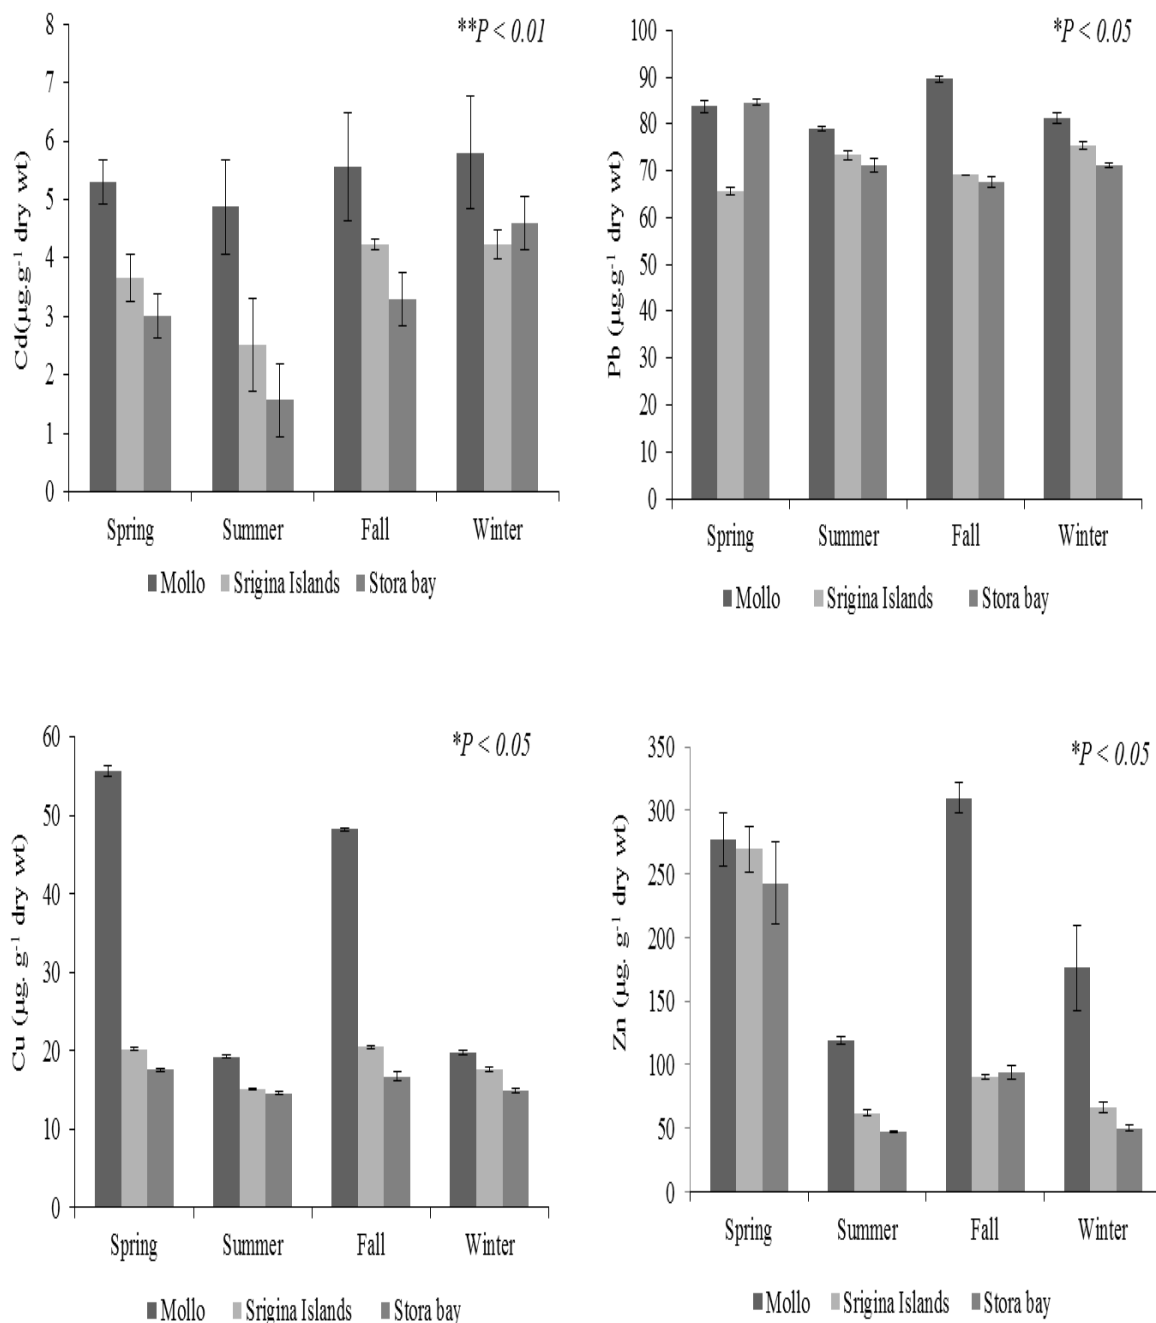 **P < 0.01
Cd(µg.g⁻¹ dry wt)
8
7
6
5
4
3
2
1
0
Spring Summer Fall Winter
Mollo Srigina Islands Stora bay
*P < 0.05
Pb (µg.g⁻¹ dry wt)
100
90
80
70
60
50
40
30
20
10
0
Spring Summer Fall Winter
Mollo Srigina Islands Stora bay
*P < 0.05
Cu (µg. g⁻¹ dry wt)
60
50
40
30
20
10
0
Spring Summer Fall Winter
Mollo Srigina Islands Stora bay
*P < 0.05
Zn (µg. g⁻¹ dry wt)
350
300
250
200
150
100
50
0
Spring Summer Fall Winter
Mollo Srigina Islands Stora bay